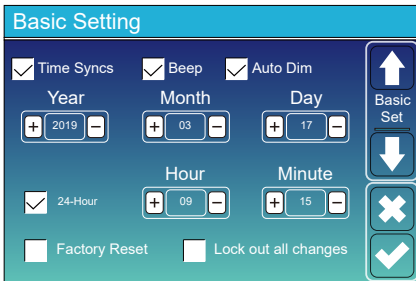 Basic Setting
Time Syncs Beep Auto Dim
Year Month Day
+ 2019 − + 03 − + 17 −
Basic
Set
Hour Minute
24-Hour + 09 − + 15 −
Factory Reset Lock out all changes